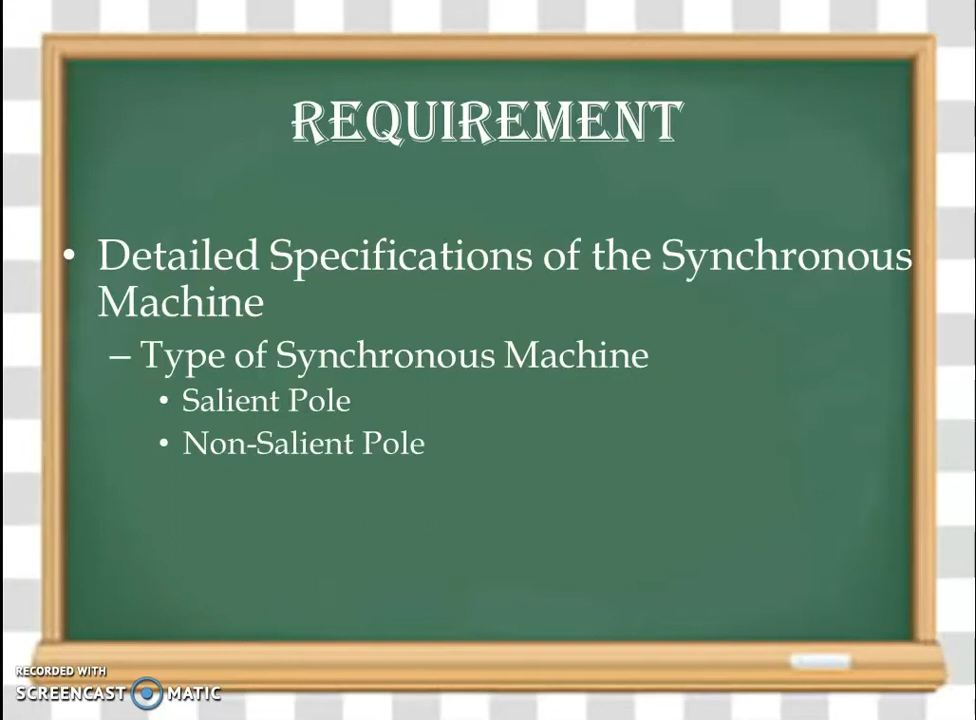 REQUIREMENT
• Detailed Specifications of the Synchronous
Machine
– Type of Synchronous Machine
• Salient Pole
• Non-Salient Pole
RECORDED WITH
SCREENCAST MATIC